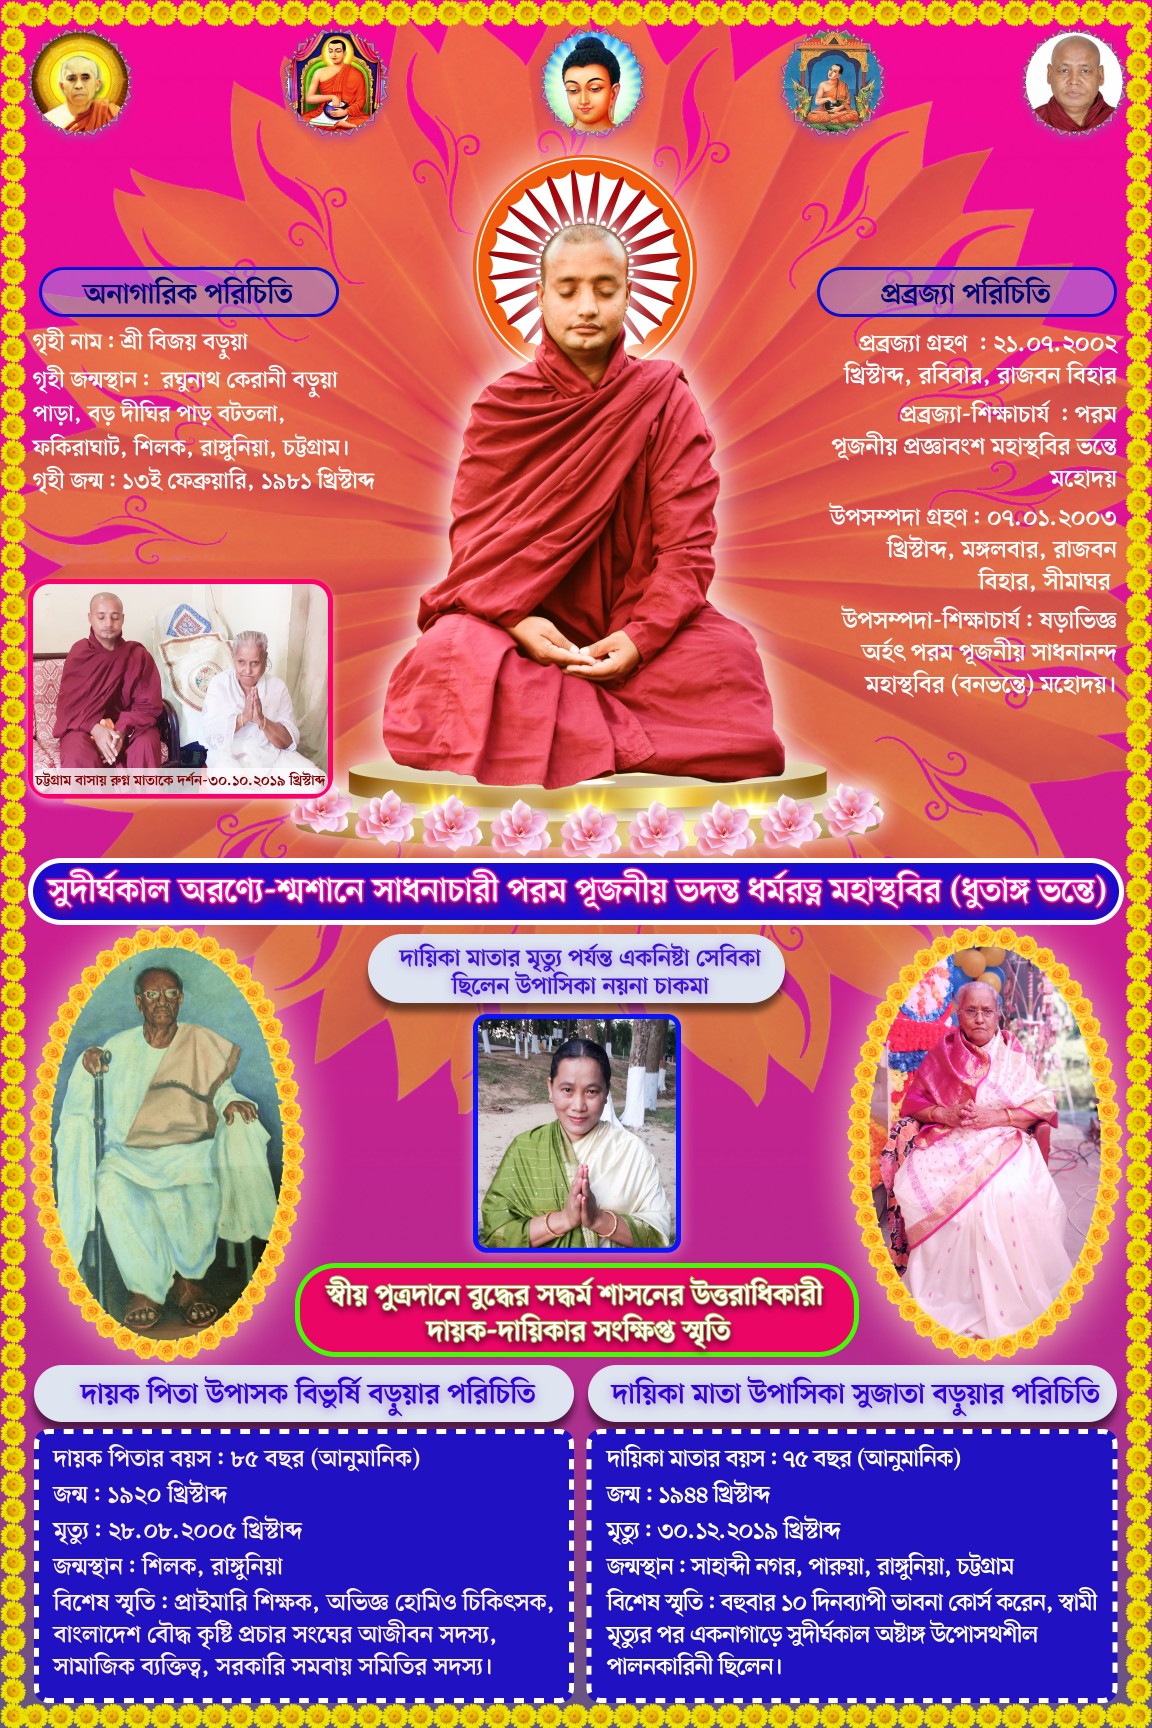 অনাগারিক পরিচিতি
গৃহী নাম : শ্রী বিজয় বড়ুয়া
গৃহী জন্মস্থান : রঘুনাথ কেরানী বড়ুয়া
পাড়া, বড় দীঘির পাড় বটতলা,
ফকিরাঘাট, শিলক, রাঙ্গুনিয়া, চট্টগ্রাম।
গৃহী জন্ম : ১৩ই ফেব্রুয়ারি, ১৯৮১ খ্রিস্টাব্দ
প্রব্রজ্যা পরিচিতি
প্রব্রজ্যা গ্রহণ : ২১.০৭.২০০২
খ্রিস্টাব্দ, রবিবার, রাজবন বিহার
প্রব্রজ্যা-শিক্ষাচার্য : পরম
পূজনীয় প্রজ্ঞাবংশ মহাস্থবির ভন্তে
মহোদয়
উপসম্পদা গ্রহণ : ০৭.০১.২০০৩
খ্রিস্টাব্দ, মঙ্গলবার, রাজবন
বিহার, সীমাঘর
উপসম্পদা-শিক্ষাচার্য : ষড়াভিজ্ঞ
অর্হৎ পরম পূজনীয় সাধনানন্দ
মহাস্থবির (বনভন্তে) মহোদয়।
চট্টগ্রাম বাসায় রুগ্ন মাতাকে দর্শন-৩০.১০.২০১৯ খ্রিস্টাব্দ
সুদীর্ঘকাল অরণ্যে-শ্মশানে সাধনাচারী পরম পূজনীয় ভদন্ত ধর্মরত্ন মহাস্থবির (ধুতাঙ্গ ভন্তে)
দায়িকা মাতার মৃত্যু পর্যন্ত একনিষ্টা সেবিকা
ছিলেন উপাসিকা নয়না চাকমা
স্বীয় পুত্রদানে বুদ্ধের সদ্ধর্ম শাসনের উত্তরাধিকারী
দায়ক-দায়িকার সংক্ষিপ্ত স্মৃতি
দায়ক পিতা উপাসক বিভুর্ষি বড়ুয়ার পরিচিতি
দায়ক পিতার বয়স : ৮৫ বছর (আনুমানিক)
জন্ম : ১৯২০ খ্রিস্টাব্দ
মৃত্যু : ২৮.০৮.২০০৫ খ্রিস্টাব্দ
জন্মস্থান : শিলক, রাঙ্গুনিয়া
বিশেষ স্মৃতি : প্রাইমারি শিক্ষক, অভিজ্ঞ হোমিও চিকিৎসক,
বাংলাদেশ বৌদ্ধ কৃষ্টি প্রচার সংঘের আজীবন সদস্য,
সামাজিক ব্যক্তিত্ব, সরকারি সমবায় সমিতির সদস্য।
দায়িকা মাতা উপাসিকা সুজাতা বড়ুয়ার পরিচিতি
দায়িকা মাতার বয়স : ৭৫ বছর (আনুমানিক)
জন্ম : ১৯৪৪ খ্রিস্টাব্দ
মৃত্যু : ৩০.১২.২০১৯ খ্রিস্টাব্দ
জন্মস্থান : সাহাব্দী নগর, পারুয়া, রাঙ্গুনিয়া, চট্টগ্রাম
বিশেষ স্মৃতি : বহুবার ১০ দিনব্যাপী ভাবনা কোর্স করেন, স্বামী
মৃত্যুর পর একনাগাড়ে সুদীর্ঘকাল অষ্টাঙ্গ উপোসথশীল
পালনকারিনী ছিলেন।